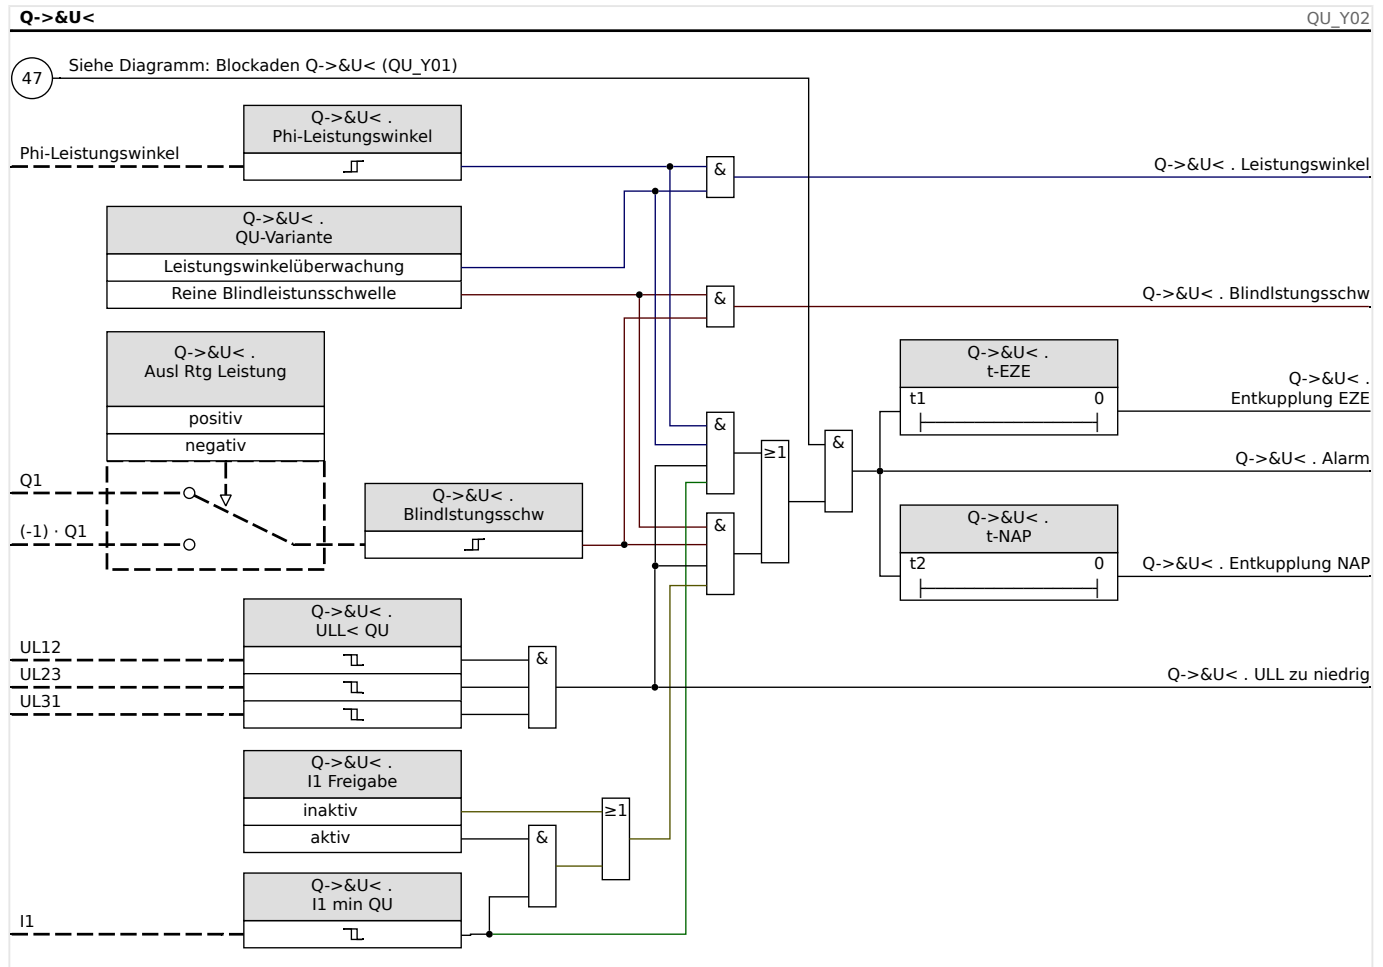 Q->&U<
QU_Y02
47
Siehe Diagramm: Blockaden Q->&U< (QU_Y01)
Q->&U< .
Phi-Leistungswinkel
Phi-Leistungswinkel
&
Q->&U< . Leistungswinkel
Q->&U< .
QU-Variante
Leistungswinkelüberwachung
Reine Blindleistunsschwelle
&
Q->&U< . Blindlstungsschw
Q->&U< .
Ausl Rtg Leistung
positiv
negativ
Q1
(-1) · Q1
Q->&U< .
Blindlstungsschw
&
&
≥1
&
Q->&U< .
t-EZE
t1
0
Q->&U< .
Entkupplung EZE
Q->&U< . Alarm
Q->&U< .
t-NAP
t2
0
Q->&U< . Entkupplung NAP
Q->&U< .
ULL< QU
UL12
UL23
UL31
&
Q->&U< . ULL zu niedrig
Q->&U< .
I1 Freigabe
inaktiv
aktiv
&
≥1
Q->&U< .
I1 min QU
I1